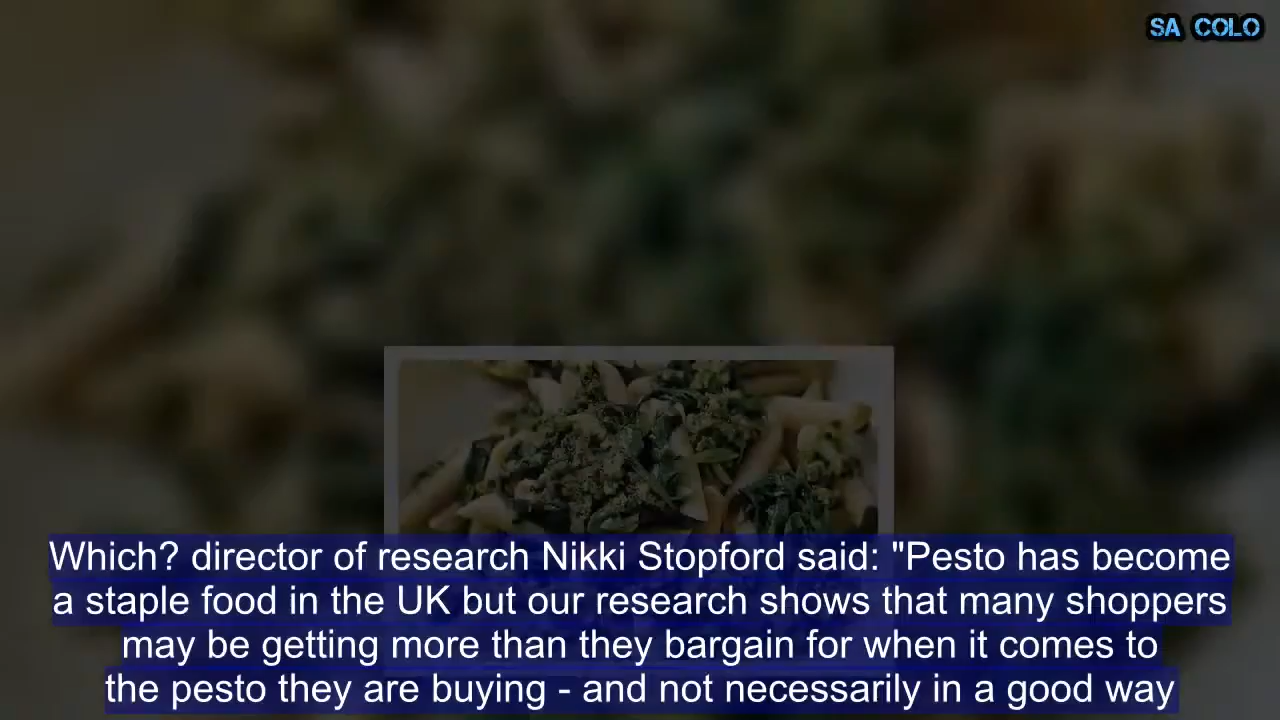 SA COLO
Which? director of research Nikki Stopford said: "Pesto has become
a staple food in the UK but our research shows that many shoppers
may be getting more than they bargain for when it comes to
the pesto they are buying - and not necessarily in a good way